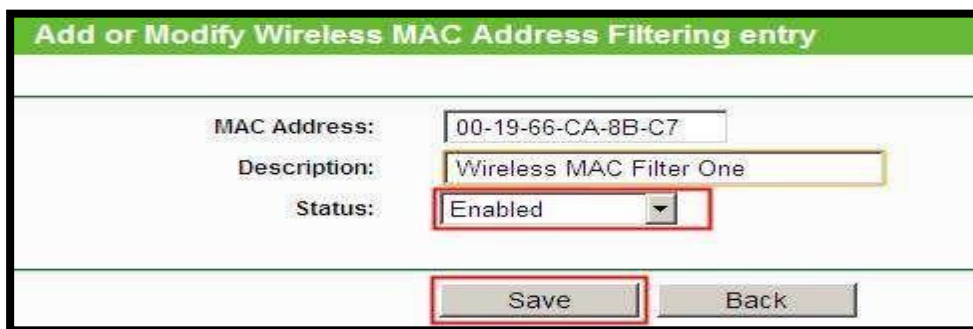 Add or Modify Wireless MAC Address Filtering entry
MAC Address: 00-19-66-CA-8B-C7
Description: Wireless MAC Filter One
Status: Enabled
Save Back